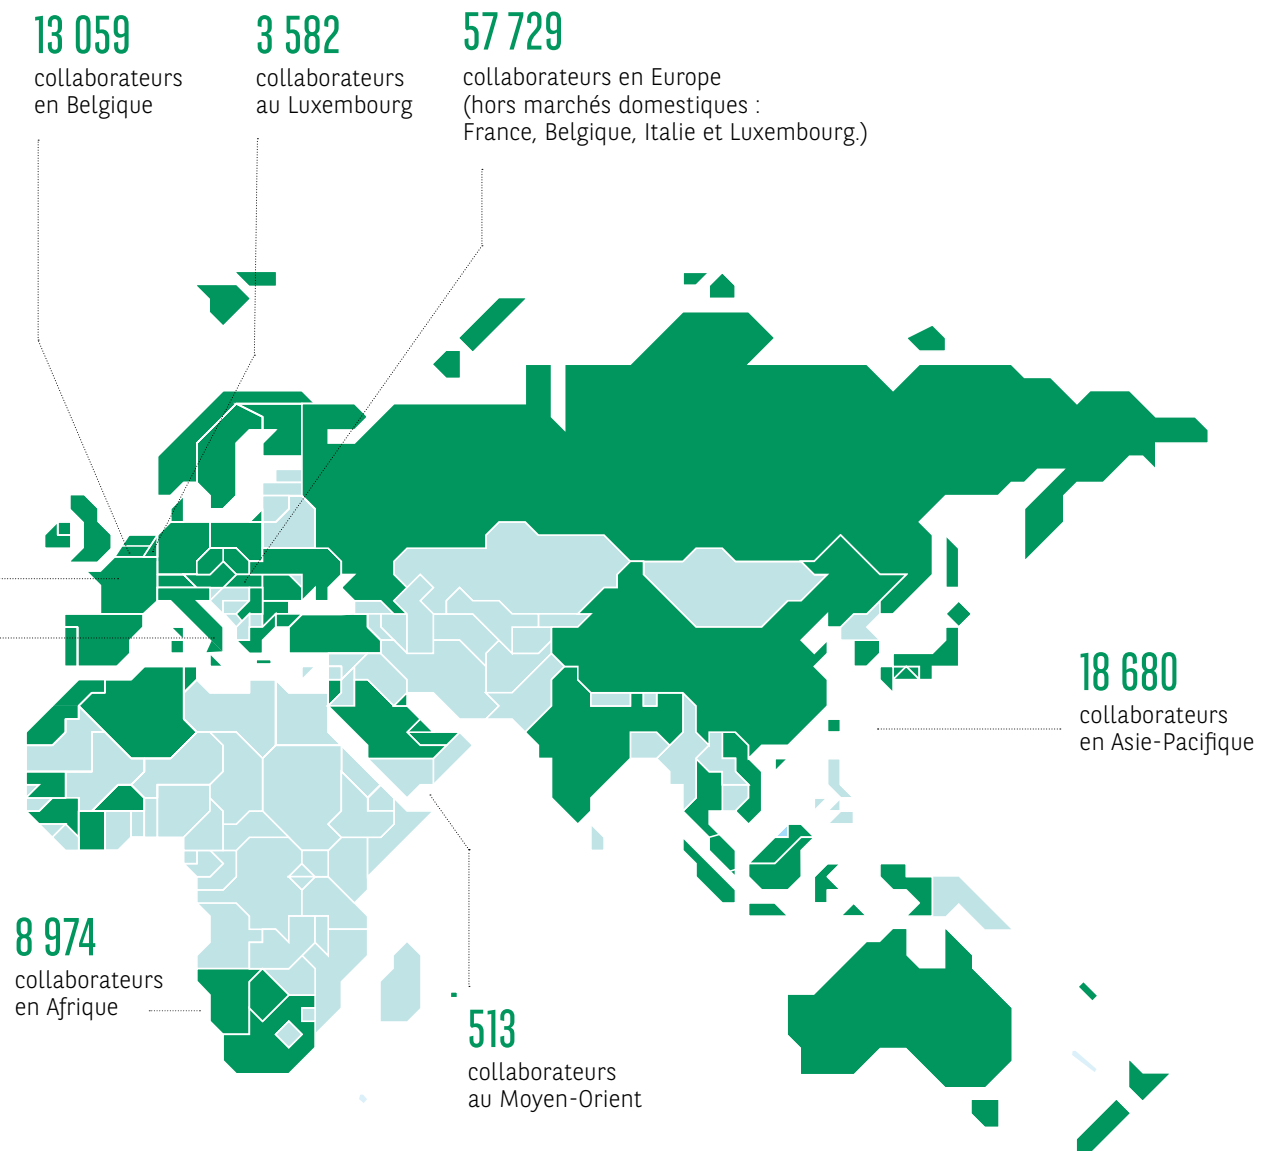 13 059
collaborateurs
en Belgique
3 582
collaborateurs
au Luxembourg
57 729
collaborateurs en Europe
(hors marchés domestiques :
France, Belgique, Italie et Luxembourg.)
18 680
collaborateurs
en Asie-Pacifique
8 974
collaborateurs
en Afrique
513
collaborateurs
au Moyen-Orient